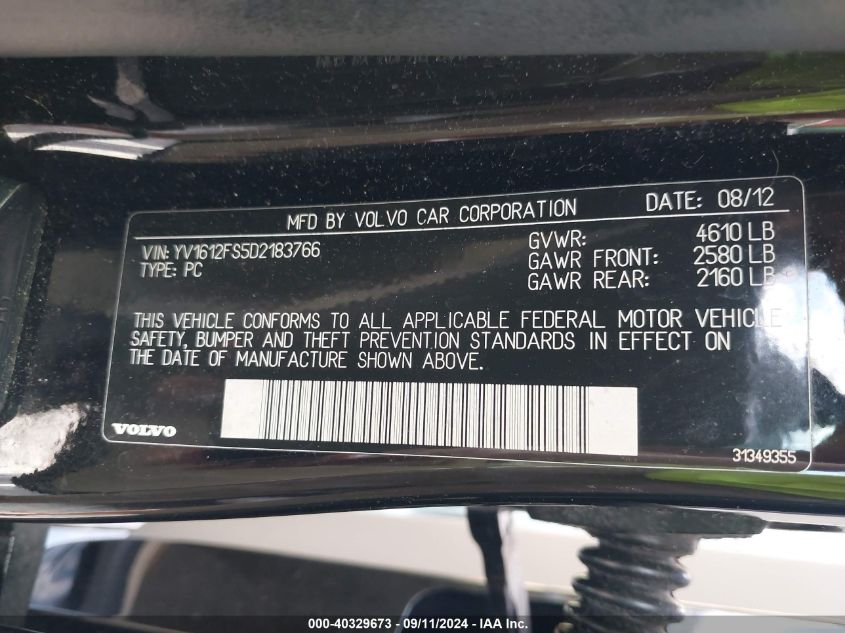 MFD BY VOLVO CAR CORPORATION DATE: 08/12
VIN: YV1612FS5D2183766
TYPE: PC
GVWR: 4610 LB
GAWR FRONT: 2580 LB
GAWR REAR: 2160 LB
THIS VEHICLE CONFORMS TO ALL APPLICABLE FEDERAL MOTOR VEHICLE
SAFETY, BUMPER AND THEFT PREVENTION STANDARDS IN EFFECT ON
THE DATE OF MANUFACTURE SHOWN ABOVE.
VOLVO
31349355
000-40329673 - 09/11/2024 - IAA Inc.